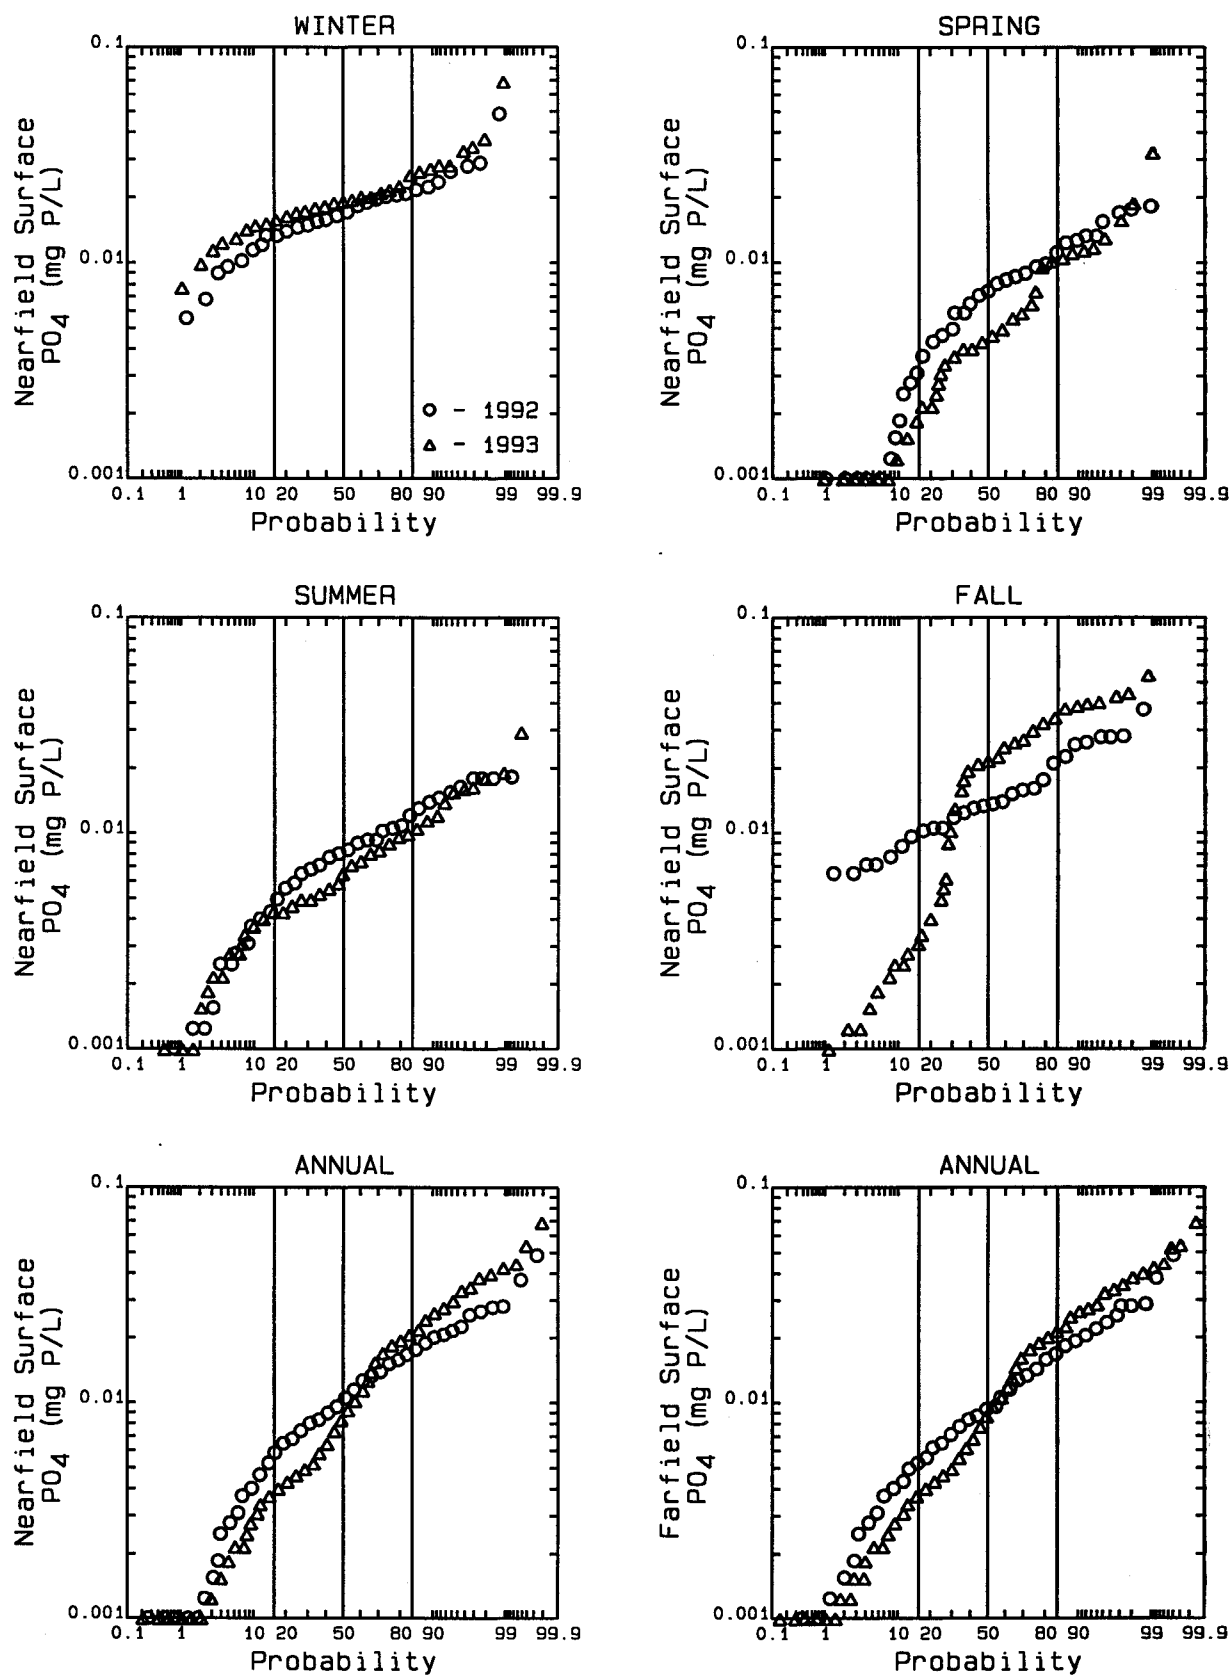 WINTER
0.1
0.01
0.001
Nearfield Surface
PO4 (mg P/L)
○ - 1992
△ - 1993
0.1 1 10 20 50 80 90 99 99.9
Probability
SPRING
0.1
0.01
0.001
Nearfield Surface
PO4 (mg P/L)
0.1 1 10 20 50 80 90 99 99.9
Probability
SUMMER
0.1
0.01
0.001
Nearfield Surface
PO4 (mg P/L)
0.1 1 10 20 50 80 90 99 99.9
Probability
FALL
0.1
0.01
0.001
Nearfield Surface
PO4 (mg P/L)
0.1 1 10 20 50 80 90 99 99.9
Probability
ANNUAL
0.1
0.01
0.001
Nearfield Surface
PO4 (mg P/L)
0.1 1 10 20 50 80 90 99 99.9
Probability
ANNUAL
0.1
0.01
0.001
Farfield Surface
PO4 (mg P/L)
0.1 1 10 20 50 80 90 99 99.9
Probability